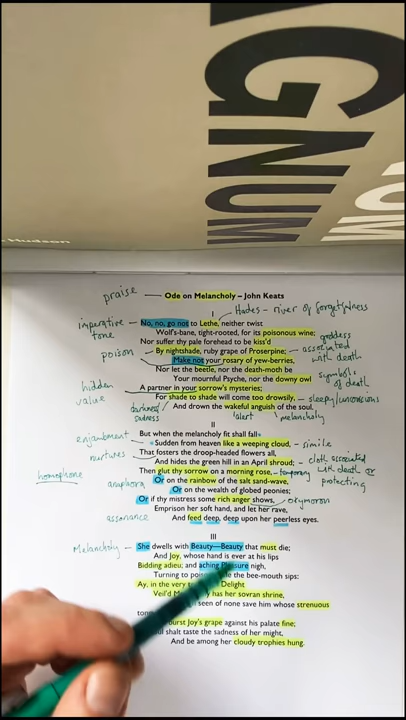 AGNUM
TOM
Hudson
praise — Ode on Melancholy – John Keats
I
Hades – river of forgetfulness
imperative tone — No, no, go not to Lethe, neither twist
Wolf's-bane, tight-rooted, for its poisonous wine;
Nor suffer thy pale forehead to be kiss'd
poison — By nightshade, ruby grape of Proserpine; — goddess associated with death
Make not your rosary of yew-berries,
Nor let the beetle, nor the death-moth be
symbols of death
Your mournful Psyche, nor the downy owl
hidden value
A partner in your sorrow's mysteries;
For shade to shade will come too drowsily, – sleepy/unconscious
darkness/sadness
And drown the wakeful anguish of the soul.
alert
melancholy
II
enjambment — But when the melancholy fit shall fall
Sudden from heaven like a weeping cloud, – simile
nurtures — That fosters the droop-headed flowers all,
And hides the green hill in an April shroud; – cloth associated with death or protecting
homophone
Then glut thy sorrow on a morning rose, – temporary
anaphora
Or on the rainbow of the salt sand-wave,
Or on the wealth of globed peonies;
Or if thy mistress some rich anger shows, – oxymoron
Emprison her soft hand, and let her rave,
assonance
And feed deep, deep upon her peerless eyes.
III
Melancholy – She dwells with Beauty—Beauty that must die;
And Joy, whose hand is ever at his lips
Bidding adieu; and aching Pleasure nigh,
Turning to the bee-mouth sips:
Ay, in the very Delight
Veil'd has her sovran shrine,
seen of none save him whose strenuous
Joy's grape against his palate fine;
shalt taste the sadness of her might,
And be among her cloudy trophies hung.